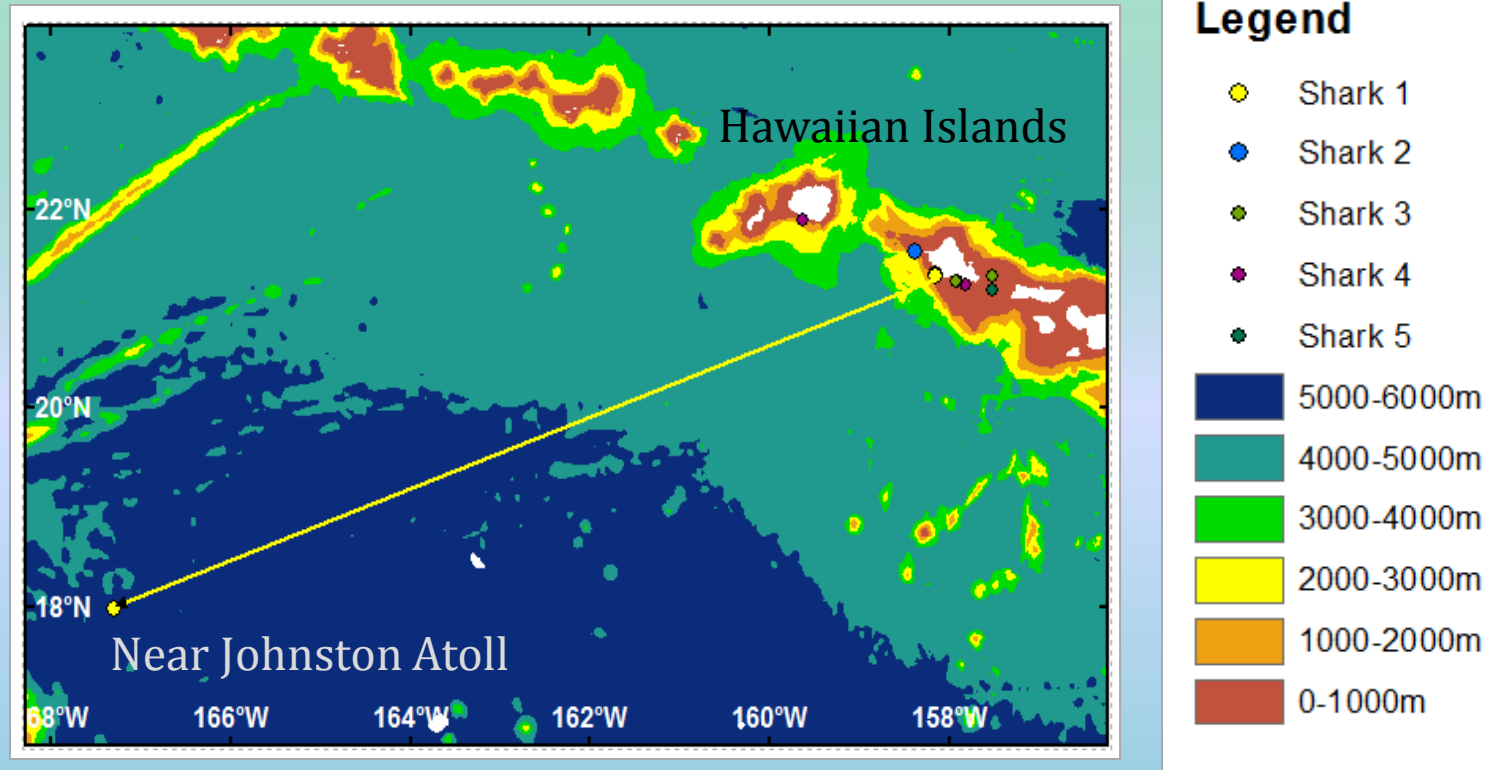 Hawaiian Islands
22°N
20°N
18°N
Near Johnston Atoll
68°W 166°W 164°W 162°W 160°W 158°W
Legend
Shark 1
Shark 2
Shark 3
Shark 4
Shark 5
5000-6000m
4000-5000m
3000-4000m
2000-3000m
1000-2000m
0-1000m